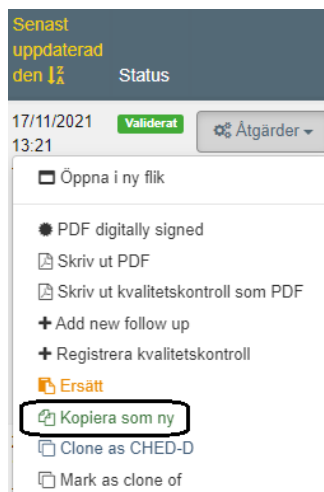 Senast
uppdaterad
den Status
17/11/2021 Validerat Åtgärder
13:21
Öppna i ny flik
PDF digitally signed
Skriv ut PDF
Skriv ut kvalitetskontroll som PDF
Add new follow up
Registrera kvalitetskontroll
Ersätt
Kopiera som ny
Clone as CHED-D
Mark as clone of